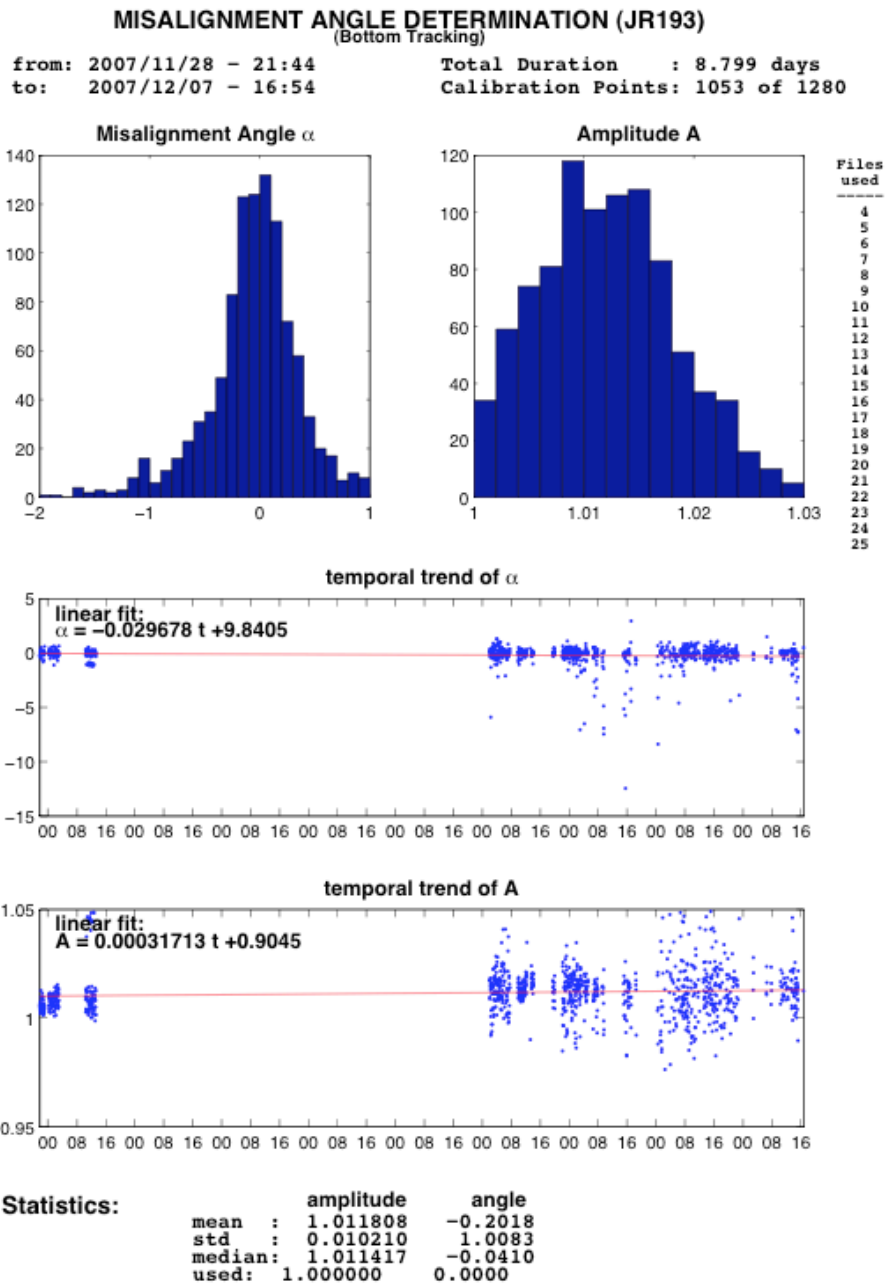 MISALIGNMENT ANGLE DETERMINATION (JR193)
(Bottom Tracking)
from: 2007/11/28 - 21:44 Total Duration : 8.799 days
to: 2007/12/07 - 16:54 Calibration Points: 1053 of 1280
Misalignment Angle α
140
120
100
80
60
40
20
0
−2 −1 0 1
Amplitude A
120
100
80
60
40
20
0
1 1.01 1.02 1.03
Files
used
-----
4
5
6
7
8
9
10
11
12
13
14
15
16
17
18
19
20
21
22
23
24
25
temporal trend of α
linear fit:
α = −0.029678 t +9.8405
5
0
−5
−10
−15
00 08 16 00 08 16 00 08 16 00 08 16 00 08 16 00 08 16 00 08 16 00 08 16 00 08 16
temporal trend of A
linear fit:
A = 0.00031713 t +0.9045
1.05
1
0.95
00 08 16 00 08 16 00 08 16 00 08 16 00 08 16 00 08 16 00 08 16 00 08 16 00 08 16
Statistics:
amplitude angle
mean : 1.011808 −0.2018
std : 0.010210 1.0083
median: 1.011417 −0.0410
used: 1.000000 0.0000